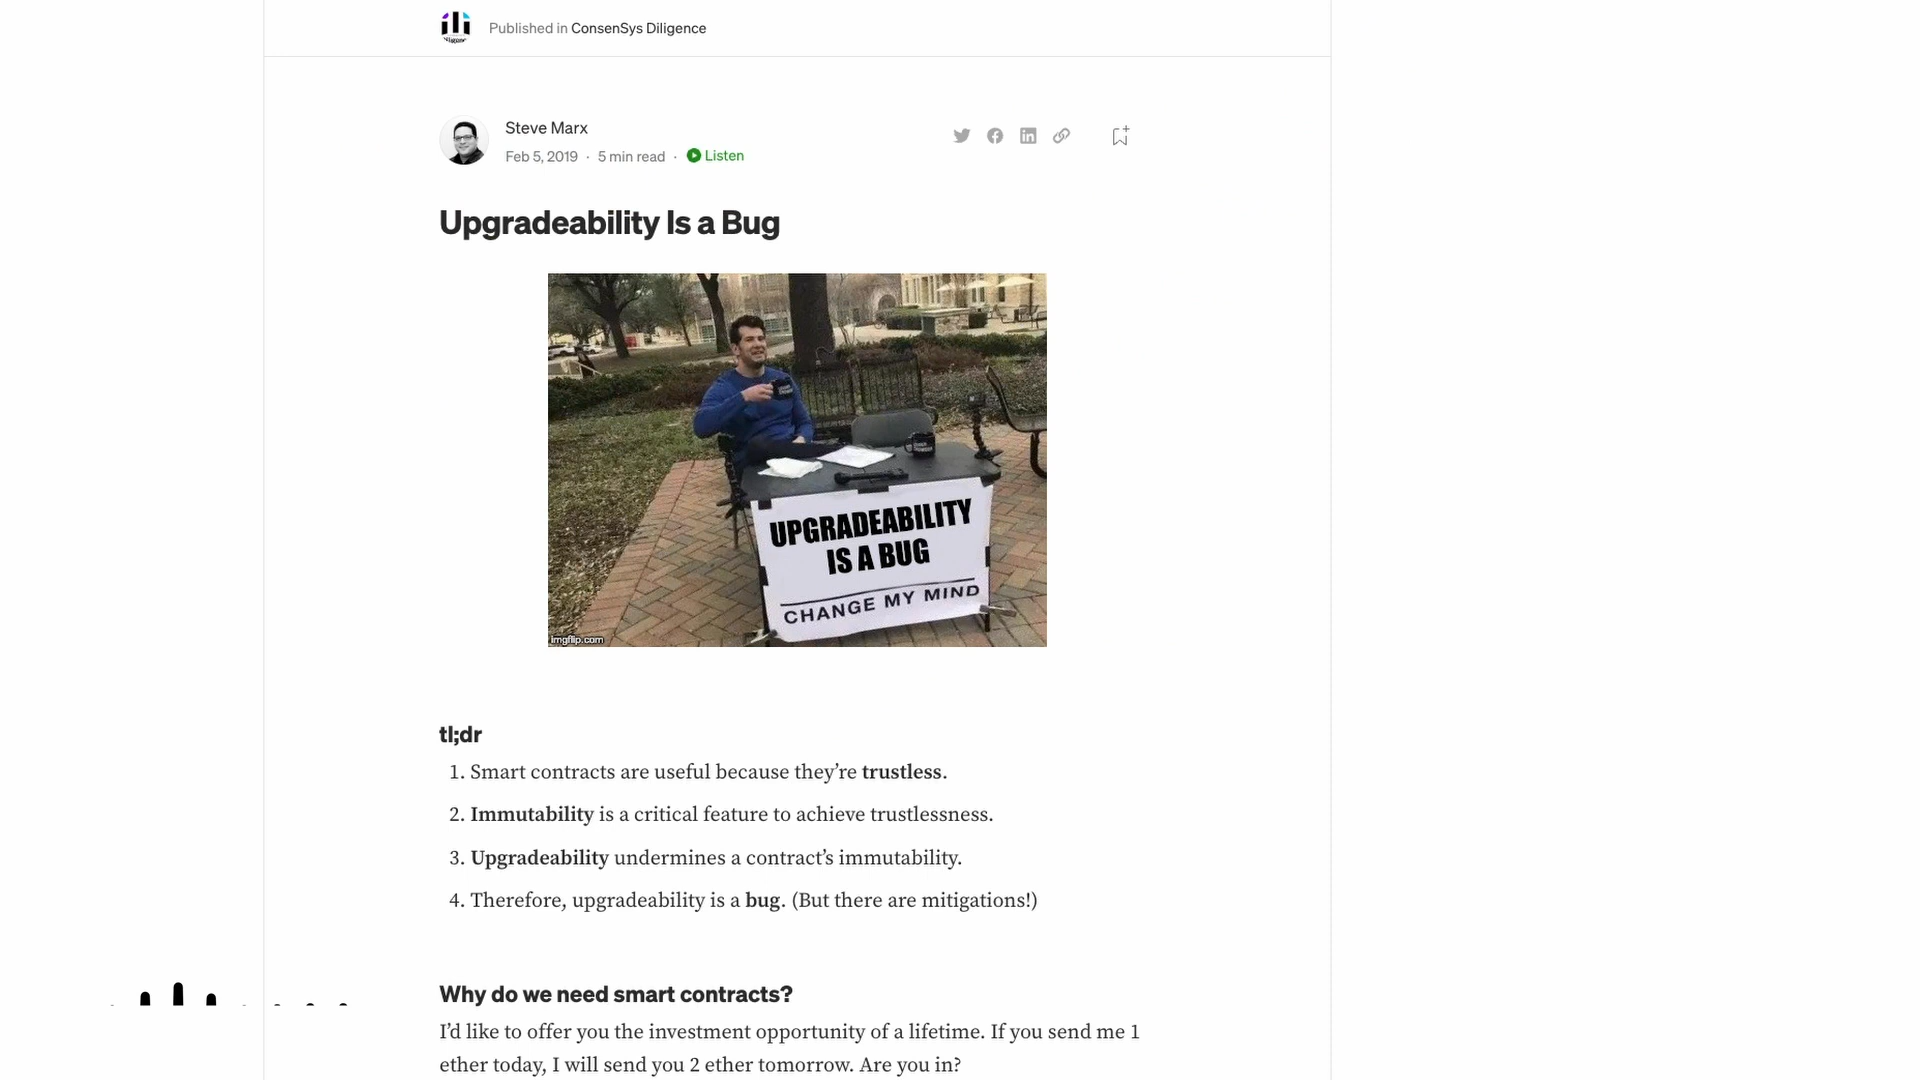 Published in ConsenSys Diligence
Steve Marx
Feb 5, 2019 · 5 min read · Listen
Upgradeability Is a Bug
UPGRADEABILITY
IS A BUG
CHANGE MY MIND
imgflip.com
tl;dr
1. Smart contracts are useful because they’re trustless.
2. Immutability is a critical feature to achieve trustlessness.
3. Upgradeability undermines a contract’s immutability.
4. Therefore, upgradeability is a bug. (But there are mitigations!)
Why do we need smart contracts?
I’d like to offer you the investment opportunity of a lifetime. If you send me 1
ether today, I will send you 2 ether tomorrow. Are you in?